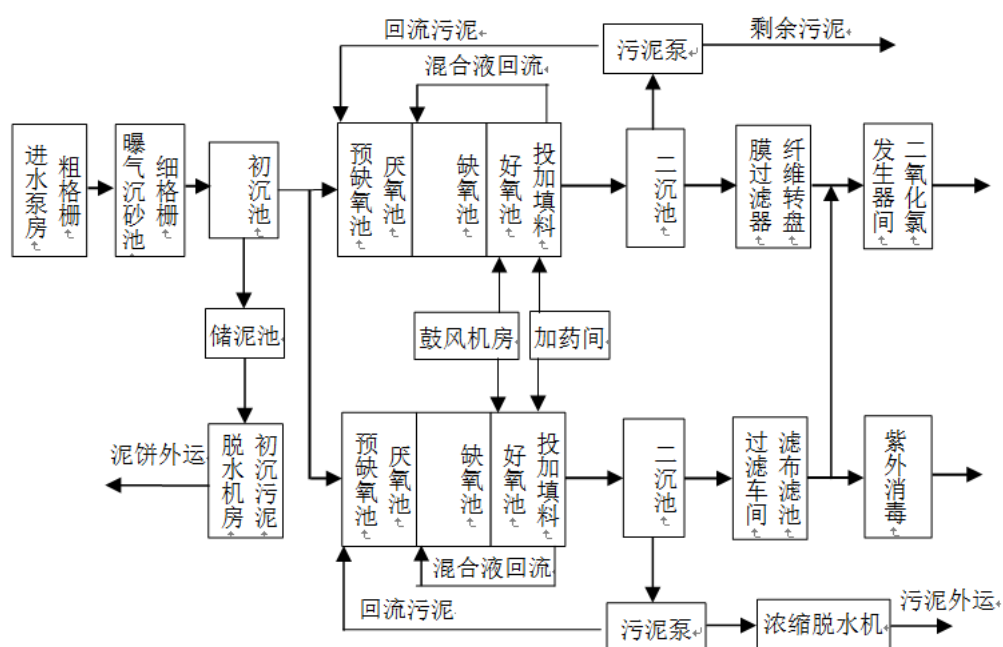 回流污泥
污泥泵
剩余污泥
混合液回流
粗格栅
进水泵房
细格栅
曝气沉砂池
初沉池
厌氧池
预缺氧池
缺氧池
投加填料
好氧池
二沉池
纤维转盘
膜过滤器
二氧化氯
发生器间
储泥池
鼓风机房
加药间
泥饼外运
初沉污泥
脱水机房
厌氧池
预缺氧池
缺氧池
投加填料
好氧池
二沉池
滤布滤池
过滤车间
紫外消毒
混合液回流
回流污泥
污泥泵
浓缩脱水机
污泥外运